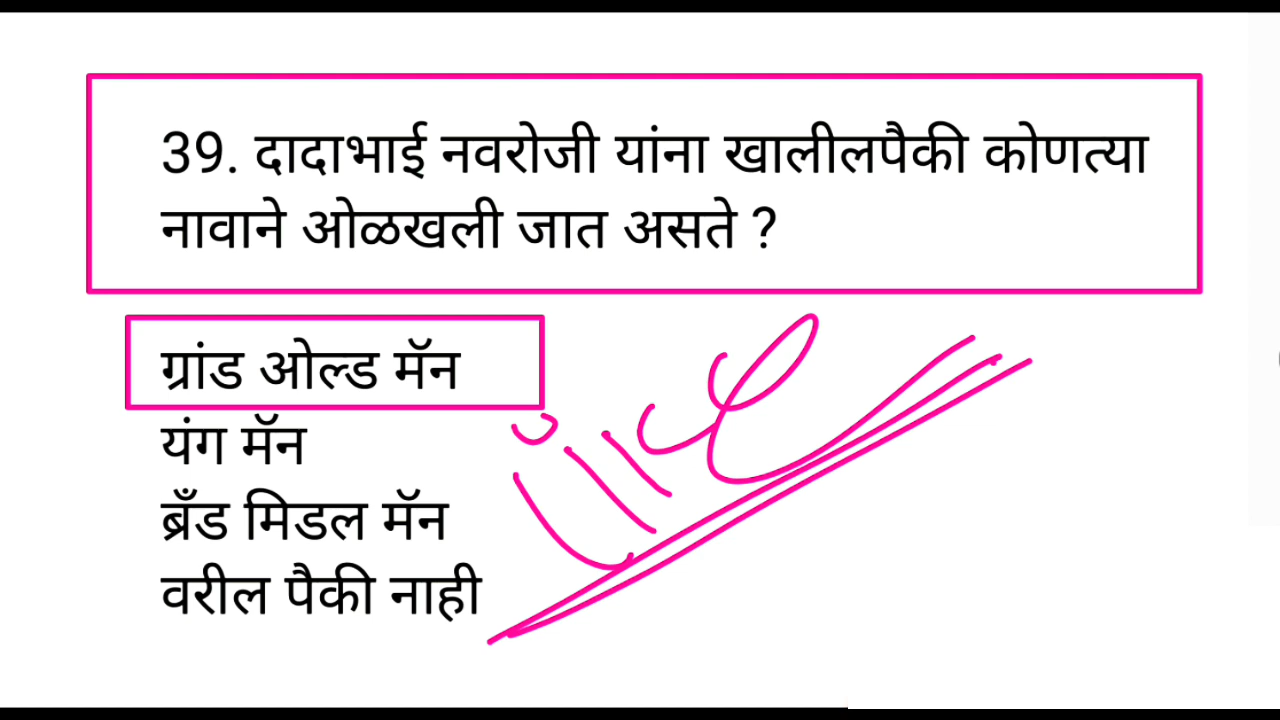 39. दादाभाई नवरोजी यांना खालीलपैकी कोणत्या
नावाने ओळखली जात असते ?
ग्रांड ओल्ड मॅन
यंग मॅन
ब्रँड मिडल मॅन
वरील पैकी नाही